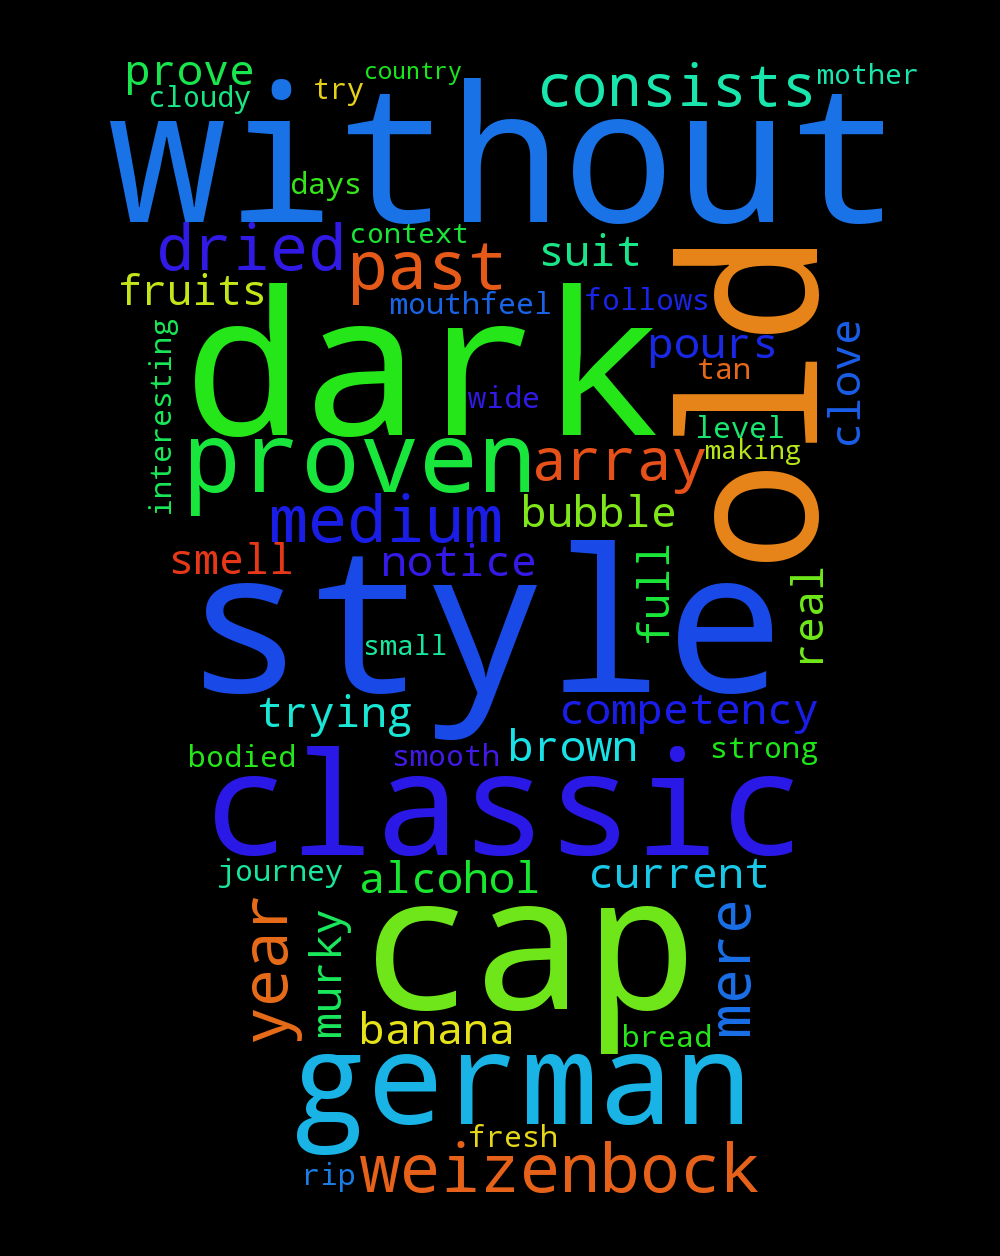 prove
country
try
cloudy
consists
mother
without
days
dried
context
past
suit
old
fruits
mouthfeel
follows
interesting
dark
wide
pours
tan
clove
level
making
proven
array
medium
bubble
smell
notice
full
real
style
small
trying
competency
brown
strong
bodied
smooth
classic
journey
alcohol
current
year
murky
cap
mere
banana
bread
german
fresh
rip
weizenbock